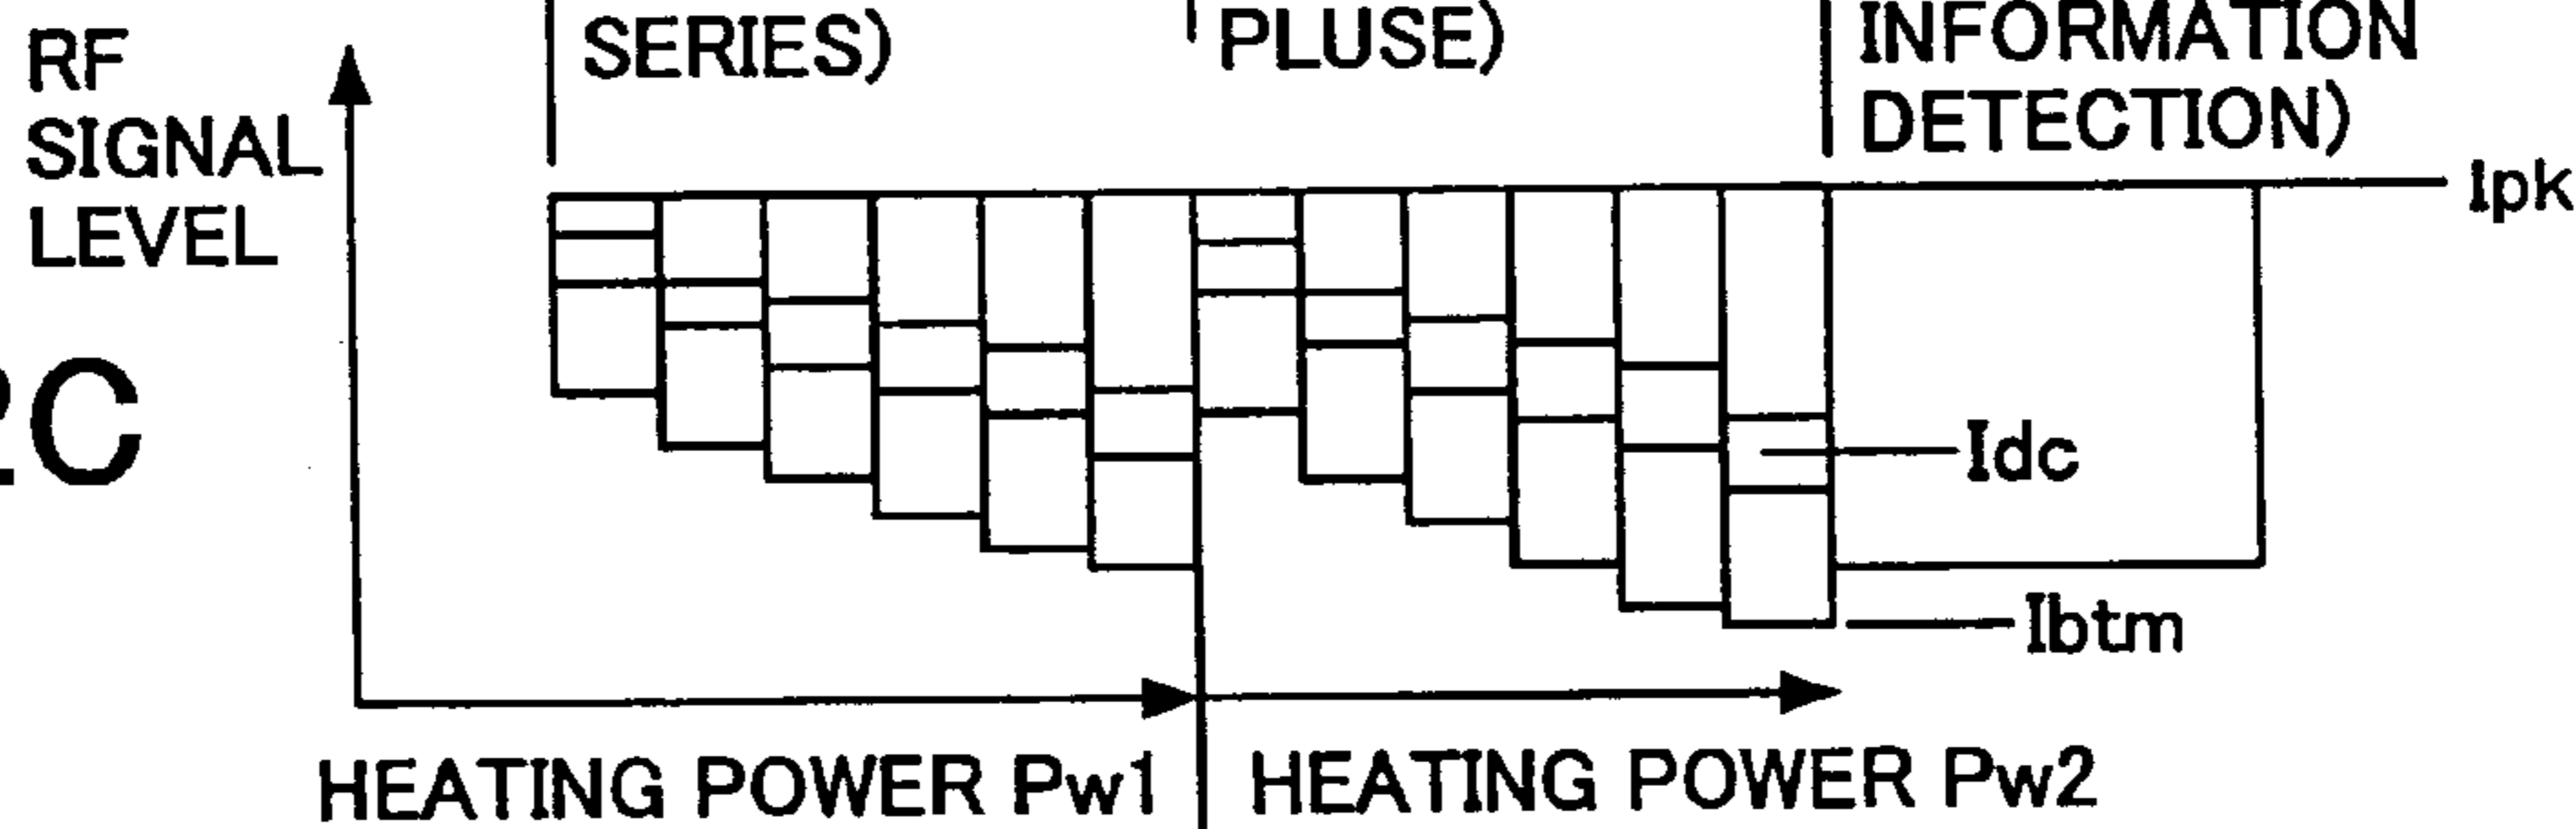 SERIES)
PLUSE)
INFORMATION
DETECTION)
RF
SIGNAL
LEVEL
Ipk
2C
Idc
Ibtm
HEATING POWER Pw1
HEATING POWER Pw2